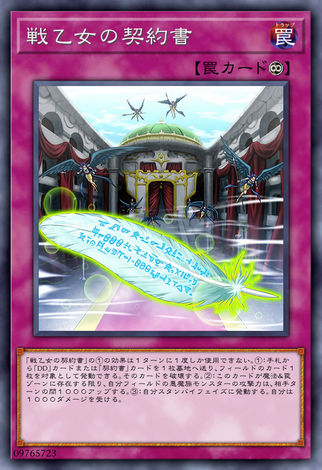 戦乙女の契約書
罠
トラップ
【罠カード】
「戦乙女の契約書」の①の効果は1ターンに1度しか使用できない。①:手札か
ら「DD」カードまたは「契約書」カードを1枚墓地へ送り、フィールドのカード1
枚を対象として発動できる。そのカードを破壊する。②:このカードが魔法&罠
ゾーンに存在する限り、自分フィールドの悪魔族モンスターの攻撃力は、相手ター
ンの間1000アップする。③:自分スタンバイフェイズに発動する。自分は
1000ダメージを受ける。
09765723